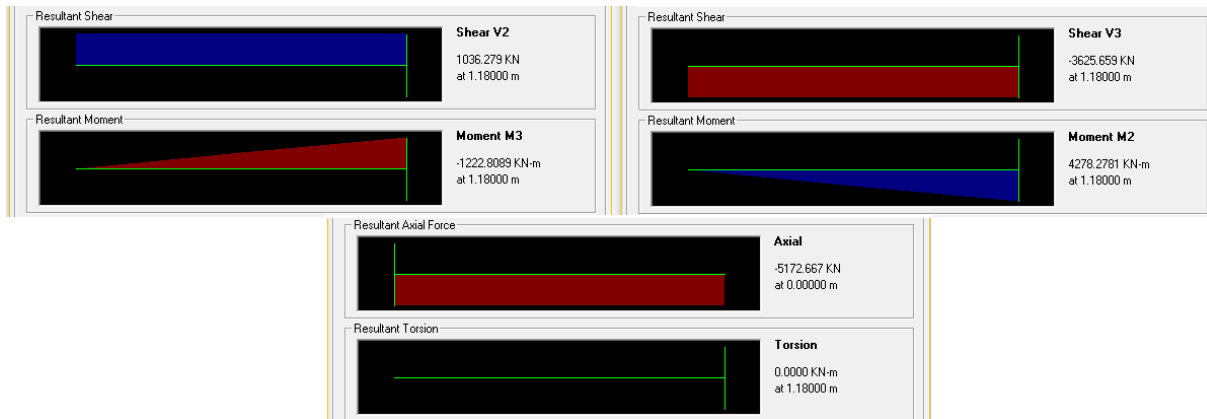 Resultant Shear
Shear V2
1036.279 KN
at 1.18000 m
Resultant Moment
Moment M3
-1222.8089 KN-m
at 1.18000 m
Resultant Shear
Shear V3
-3625.659 KN
at 1.18000 m
Resultant Moment
Moment M2
4278.2781 KN-m
at 1.18000 m
Resultant Axial Force
Axial
-5172.667 KN
at 0.00000 m
Resultant Torsion
Torsion
0.0000 KN-m
at 1.18000 m